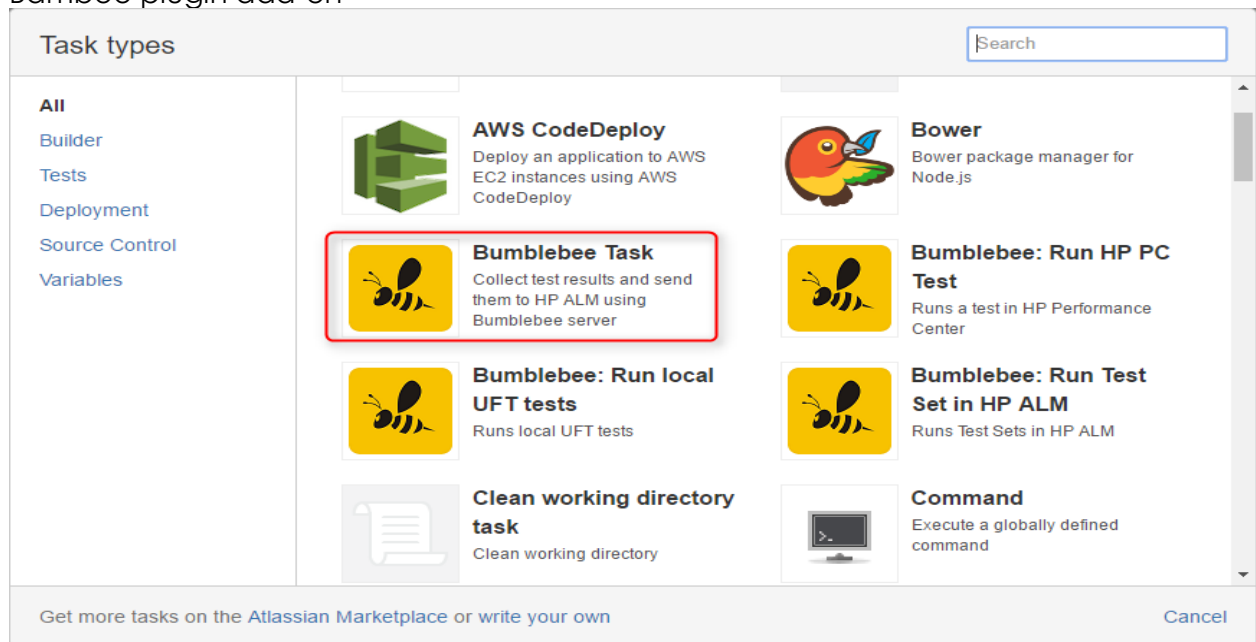 Bamboo plugin add-on
Task types
Search
All
Builder
Tests
Deployment
Source Control
Variables
AWS CodeDeploy
Deploy an application to AWS
EC2 instances using AWS
CodeDeploy
Bower
Bower package manager for
Node.js
Bumblebee Task
Collect test results and send
them to HP ALM using
Bumblebee server
Bumblebee: Run HP PC
Test
Runs a test in HP Performance
Center
Bumblebee: Run local
UFT tests
Runs local UFT tests
Bumblebee: Run Test
Set in HP ALM
Runs Test Sets in HP ALM
Clean working directory
task
Clean working directory
>_
Command
Execute a globally defined
command
Get more tasks on the Atlassian Marketplace or write your own
Cancel